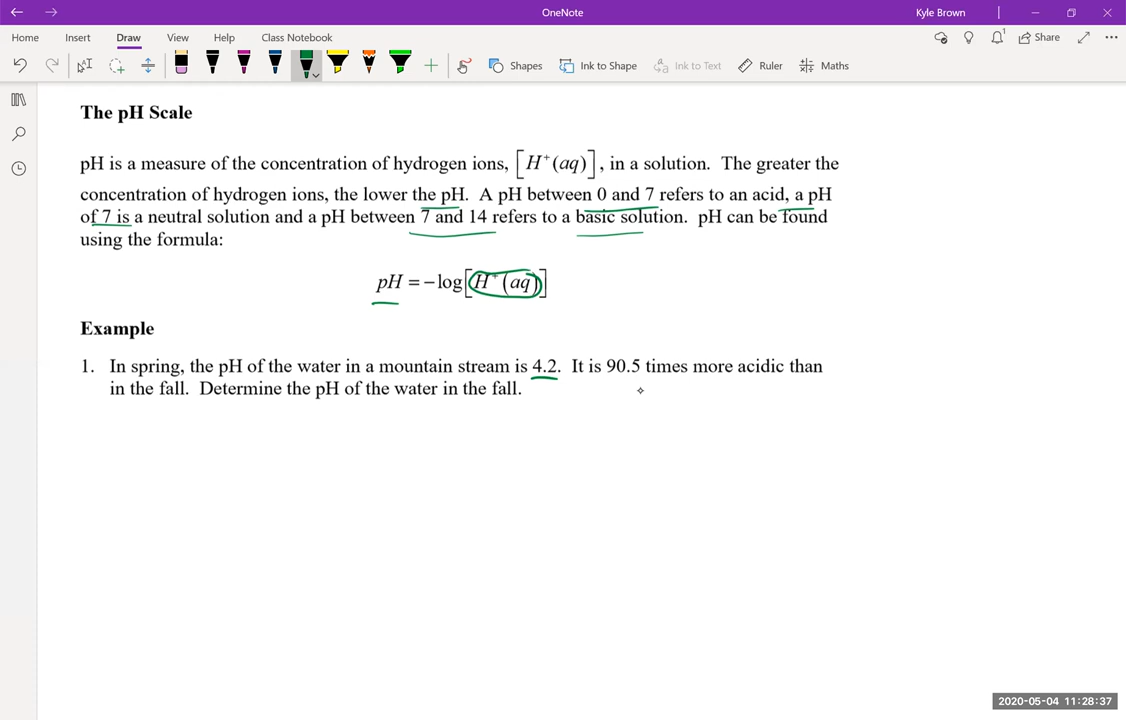 OneNote
Kyle Brown
Home Insert Draw View Help Class Notebook
Share
Shapes Ink to Shape Ink to Text Ruler Maths
The pH Scale
pH is a measure of the concentration of hydrogen ions, [H⁺(aq)], in a solution. The greater the
concentration of hydrogen ions, the lower the pH. A pH between 0 and 7 refers to an acid, a pH
of 7 is a neutral solution and a pH between 7 and 14 refers to a basic solution. pH can be found
using the formula:
pH = −log[H⁺(aq)]
Example
1. In spring, the pH of the water in a mountain stream is 4.2. It is 90.5 times more acidic than
in the fall. Determine the pH of the water in the fall.
2020-05-04 11:28:37